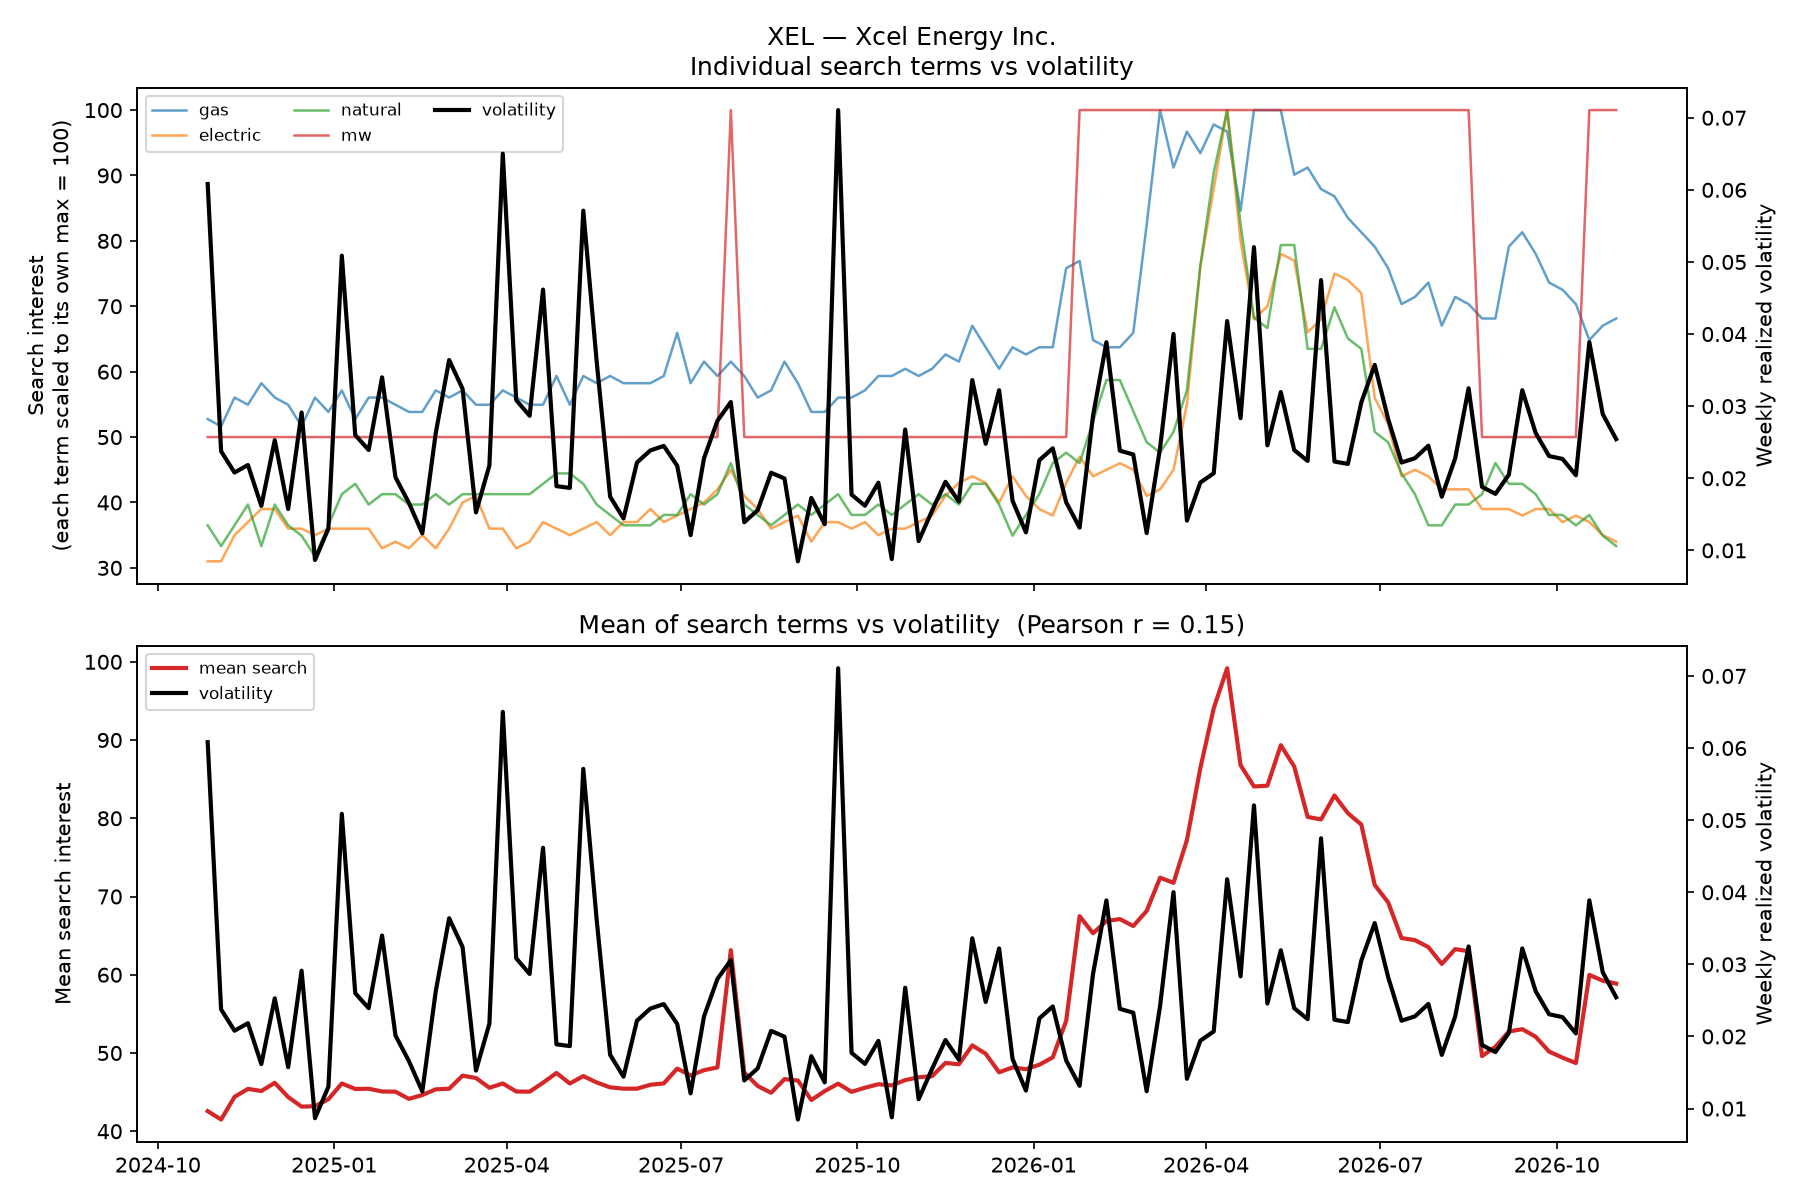 XEL — Xcel Energy Inc.
Individual search terms vs volatility
gas
electric
natural
mw
volatility
100
90
80
70
60
50
40
30
Search interest
(each term scaled to its own max = 100)
0.07
0.06
0.05
0.04
0.03
0.02
0.01
Weekly realized volatility
Mean of search terms vs volatility (Pearson r = 0.15)
mean search
volatility
100
90
80
70
60
50
40
Mean search interest
0.07
0.06
0.05
0.04
0.03
0.02
0.01
Weekly realized volatility
2024-10 2025-01 2025-04 2025-07 2025-10 2026-01 2026-04 2026-07 2026-10